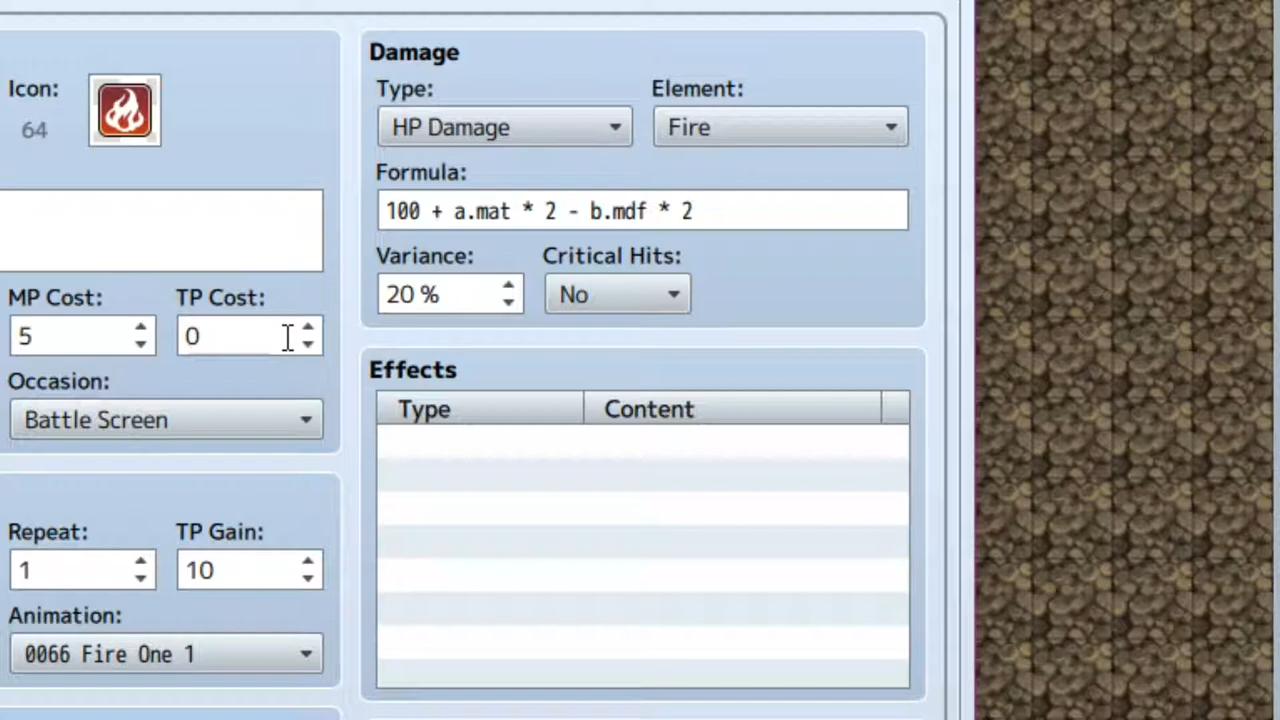 Icon:
64
MP Cost: TP Cost:
5 0
Occasion:
Battle Screen
Repeat: TP Gain:
1 10
Animation:
0066 Fire One 1
Damage
Type: Element:
HP Damage Fire
Formula:
100 + a.mat * 2 - b.mdf * 2
Variance: Critical Hits:
20 % No
Effects
Type Content